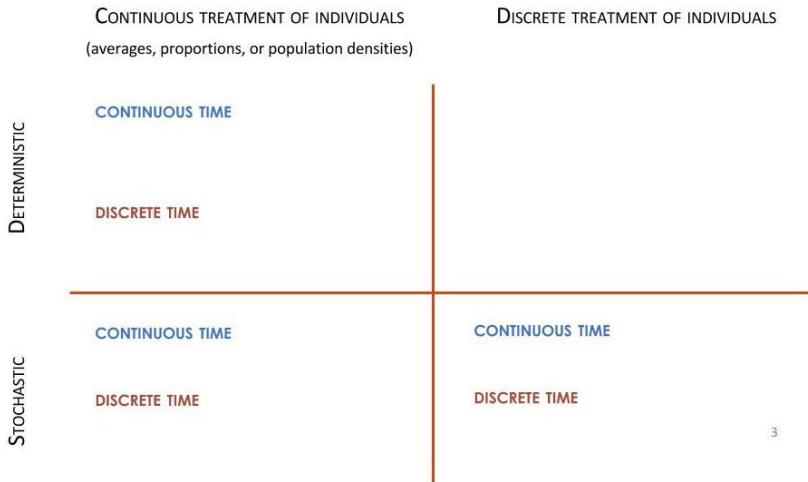 CONTINUOUS TREATMENT OF INDIVIDUALS
(averages, proportions, or population densities)
DISCRETE TREATMENT OF INDIVIDUALS
DETERMINISTIC
CONTINUOUS TIME
DISCRETE TIME
STOCHASTIC
CONTINUOUS TIME
DISCRETE TIME
CONTINUOUS TIME
DISCRETE TIME
3